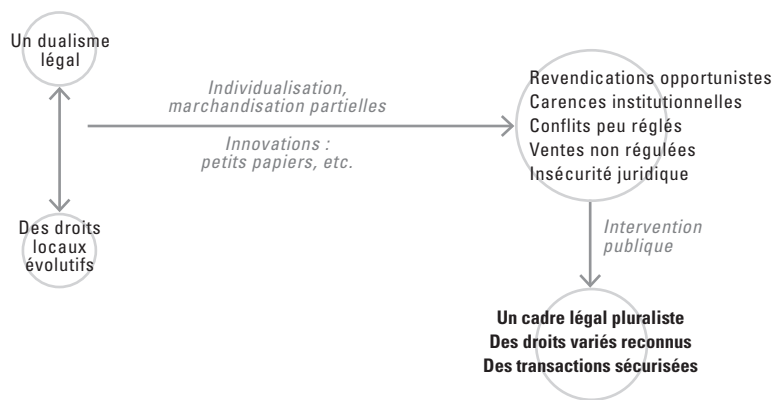 Un dualisme
légal
Individualisation,
marchandisation partielles
Innovations :
petits papiers, etc.
Des droits
locaux
évolutifs
Revendications opportunistes
Carences institutionnelles
Conflits peu réglés
Ventes non régulées
Insécurité juridique
Intervention
publique
Un cadre légal pluraliste
Des droits variés reconnus
Des transactions sécurisées